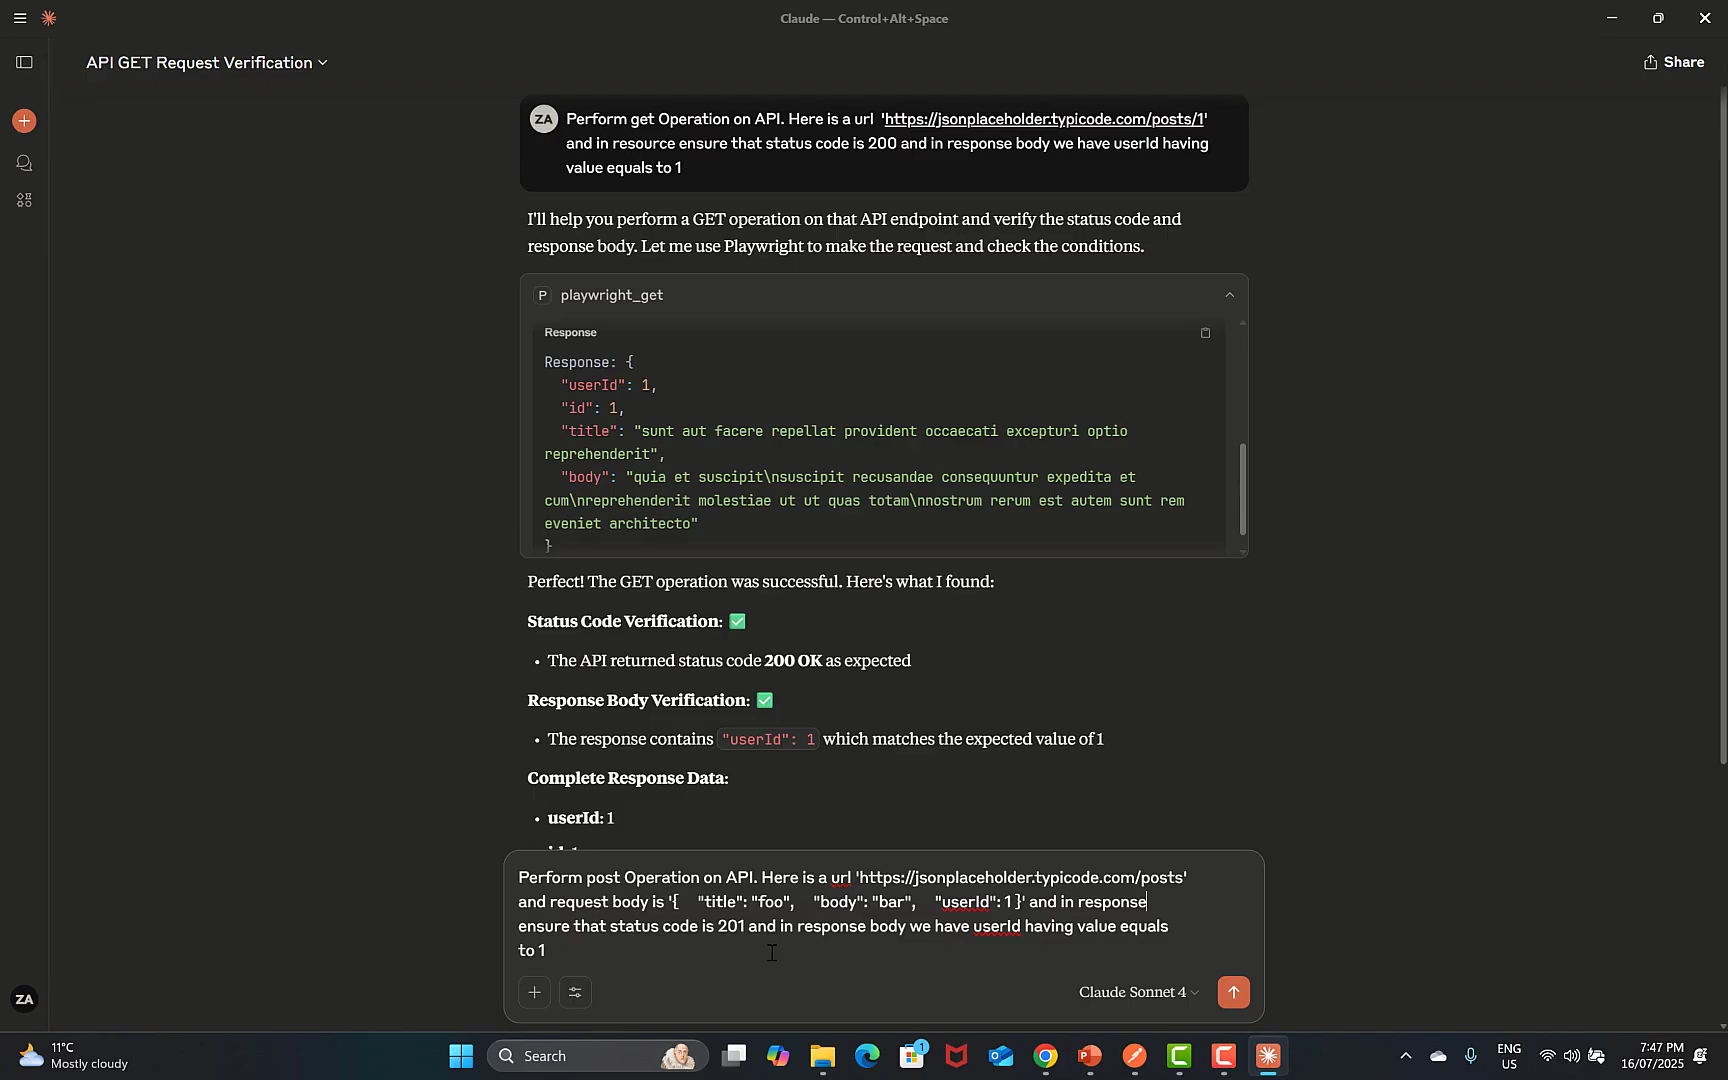 Claude — Control+Alt+Space
API GET Request Verification
Share
ZA
Perform get Operation on API. Here is a url 'https://jsonplaceholder.typicode.com/posts/1'
and in resource ensure that status code is 200 and in response body we have userId having
value equals to 1
I'll help you perform a GET operation on that API endpoint and verify the status code and
response body. Let me use Playwright to make the request and check the conditions.
P playwright_get
Response
Response: {
"userId": 1,
"id": 1,
"title": "sunt aut facere repellat provident occaecati excepturi optio
reprehenderit",
"body": "quia et suscipit\nsuscipit recusandae consequuntur expedita et
cum\nreprehenderit molestiae ut ut quas totam\nnostrum rerum est autem sunt rem
eveniet architecto"
}
Perfect! The GET operation was successful. Here's what I found:
Status Code Verification: ✅
• The API returned status code 200 OK as expected
Response Body Verification: ✅
• The response contains "userId": 1 which matches the expected value of 1
Complete Response Data:
• userId: 1
Perform post Operation on API. Here is a url 'https://jsonplaceholder.typicode.com/posts'
and request body is '{ "title": "foo", "body": "bar", "userId": 1 }' and in response
ensure that status code is 201 and in response body we have userId having value equals
to 1
Claude Sonnet 4
ZA
11°C
Mostly cloudy
Search
1
ENG
US
7:47 PM
16/07/2025